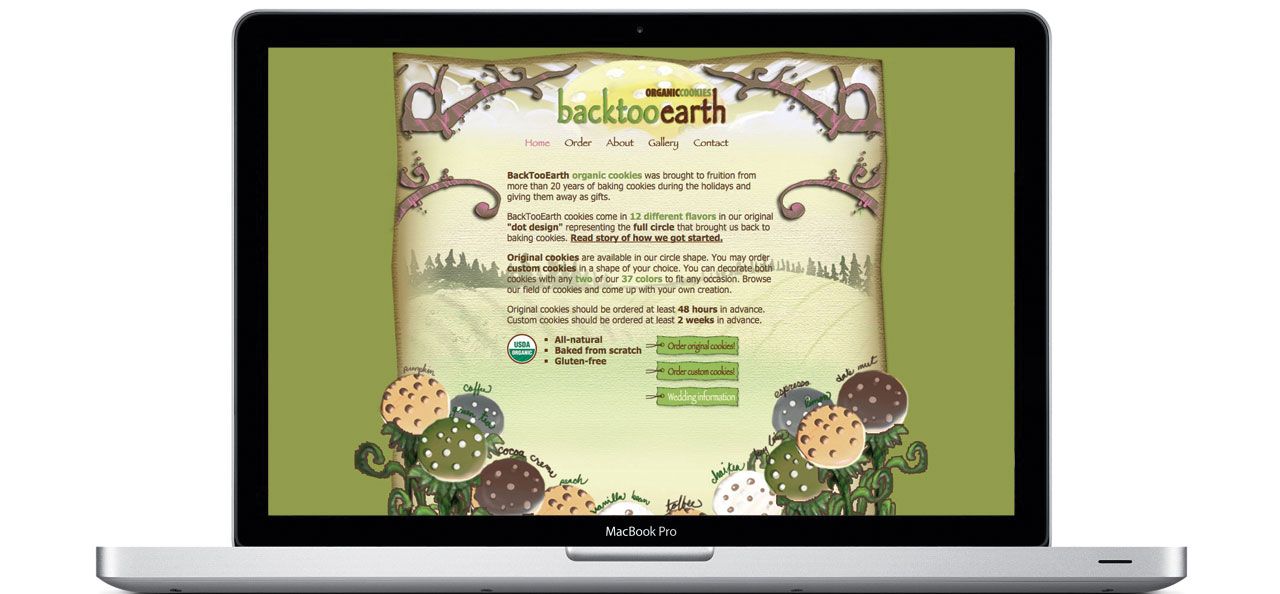 ORGANICCOOKIES
backtooearth
Home Order About Gallery Contact
BackTooEarth organic cookies was brought to fruition from
more than 20 years of baking cookies during the holidays and
giving them away as gifts.
BackTooEarth cookies come in 12 different flavors in our original
"dot design" representing the full circle that brought us back to
baking cookies. Read story of how we got started.
Original cookies are available in our circle shape. You may order
custom cookies in a shape of your choice. You can decorate both
cookies with any two of our 37 colors to fit any occasion. Browse
our field of cookies and come up with your own creation.
Original cookies should be ordered at least 48 hours in advance.
Custom cookies should be ordered at least 2 weeks in advance.
USDA
ORGANIC
All-natural
Baked from scratch
Gluten-free
Order original cookies!
Order custom cookies!
Wedding information
pumpkin
coffee
green tea
cocoa creme
peach
vanilla bean
toffee
espresso
date nut
MacBook Pro